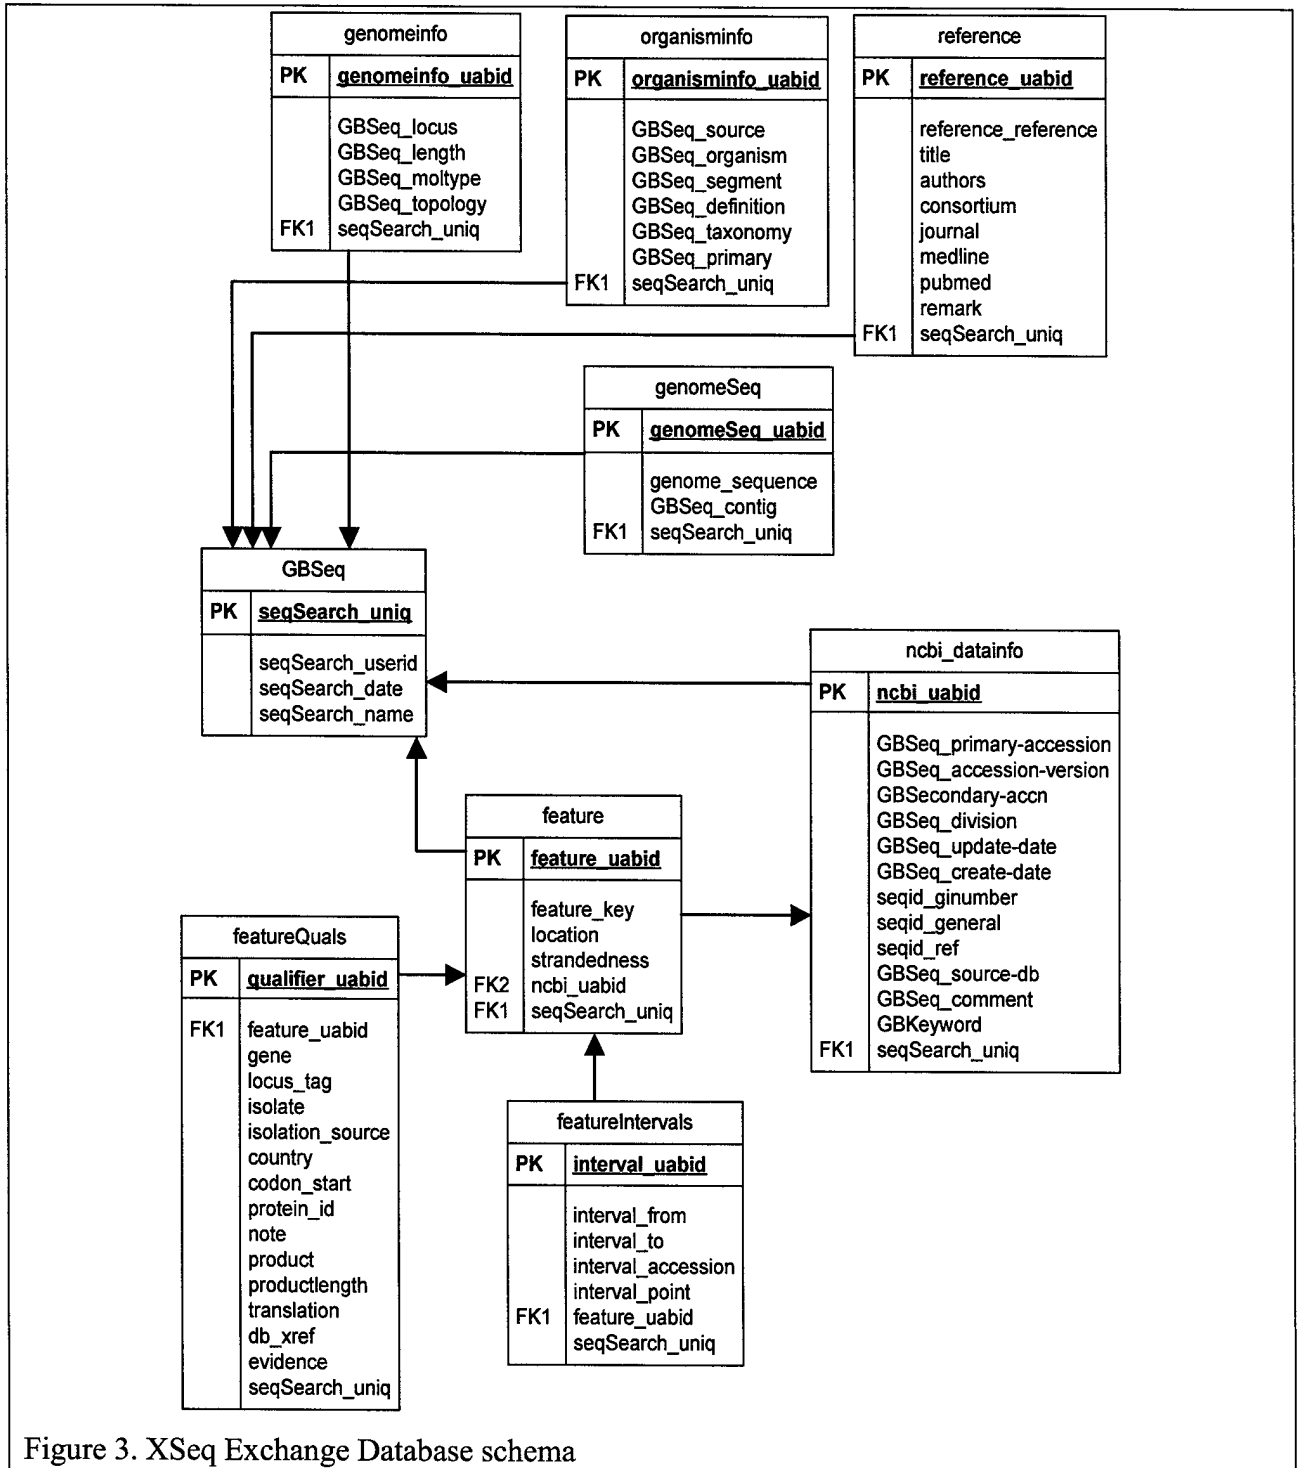 genomeinfo
PK genomeinfo_uabid
GBSeq_locus
GBSeq_length
GBSeq_moltype
GBSeq_topology
FK1 seqSearch_uniq
organisminfo
PK organisminfo_uabid
GBSeq_source
GBSeq_organism
GBSeq_segment
GBSeq_definition
GBSeq_taxonomy
GBSeq_primary
FK1 seqSearch_uniq
reference
PK reference_uabid
reference_reference
title
authors
consortium
journal
medline
pubmed
remark
FK1 seqSearch_uniq
genomeSeq
PK genomeSeq_uabid
genome_sequence
GBSeq_contig
FK1 seqSearch_uniq
GBSeq
PK seqSearch_uniq
seqSearch_userid
seqSearch_date
seqSearch_name
ncbi_datainfo
PK ncbi_uabid
GBSeq_primary-accession
GBSeq_accession-version
GBSecondary-accn
GBSeq_division
GBSeq_update-date
GBSeq_create-date
seqid_ginumber
seqid_general
seqid_ref
GBSeq_source-db
GBSeq_comment
GBKeyword
FK1 seqSearch_uniq
feature
PK feature_uabid
feature_key
location
strandedness
FK2 ncbi_uabid
FK1 seqSearch_uniq
featureQuals
PK qualifier_uabid
FK1 feature_uabid
gene
locus_tag
isolate
isolation_source
country
codon_start
protein_id
note
product
productlength
translation
db_xref
evidence
seqSearch_uniq
featureIntervals
PK interval_uabid
interval_from
interval_to
interval_accession
interval_point
FK1 feature_uabid
seqSearch_uniq
Figure 3. XSeq Exchange Database schema